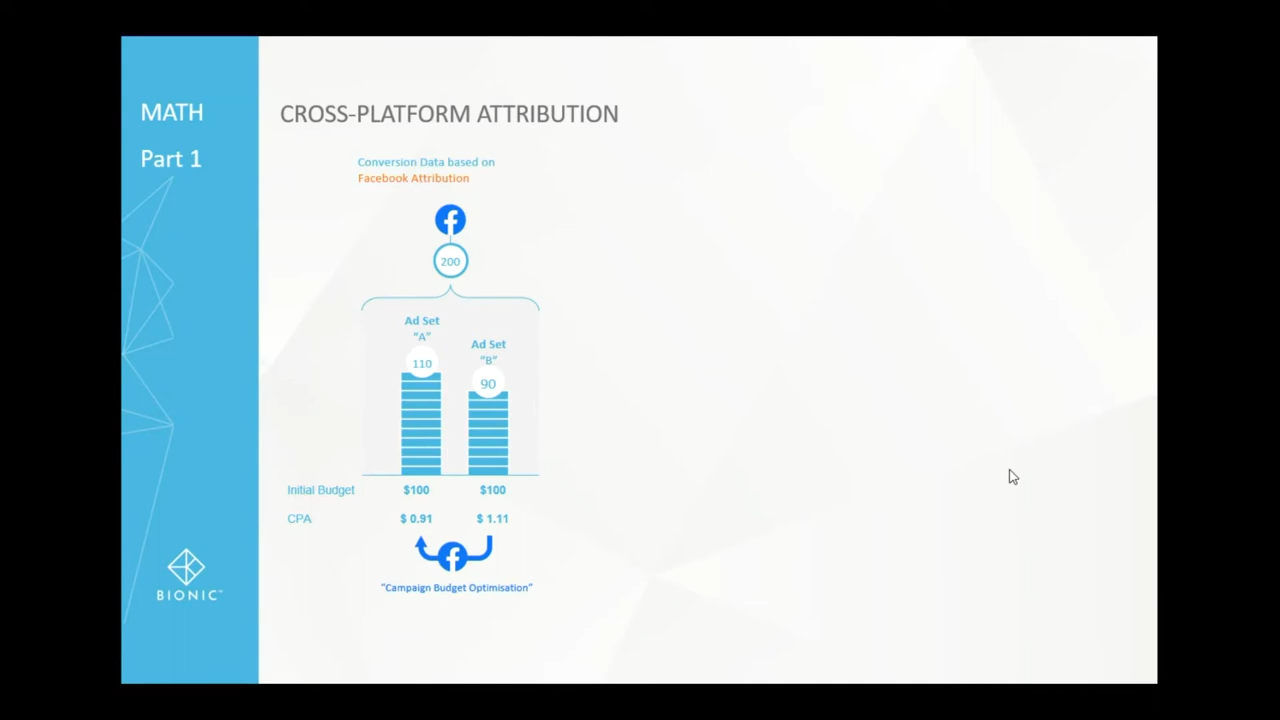 MATH
Part 1
CROSS-PLATFORM ATTRIBUTION
Conversion Data based on
Facebook Attribution
200
Ad Set
"A"
110
Ad Set
"B"
90
Initial Budget $100 $100
CPA $ 0.91 $ 1.11
"Campaign Budget Optimisation"
BIONIC™